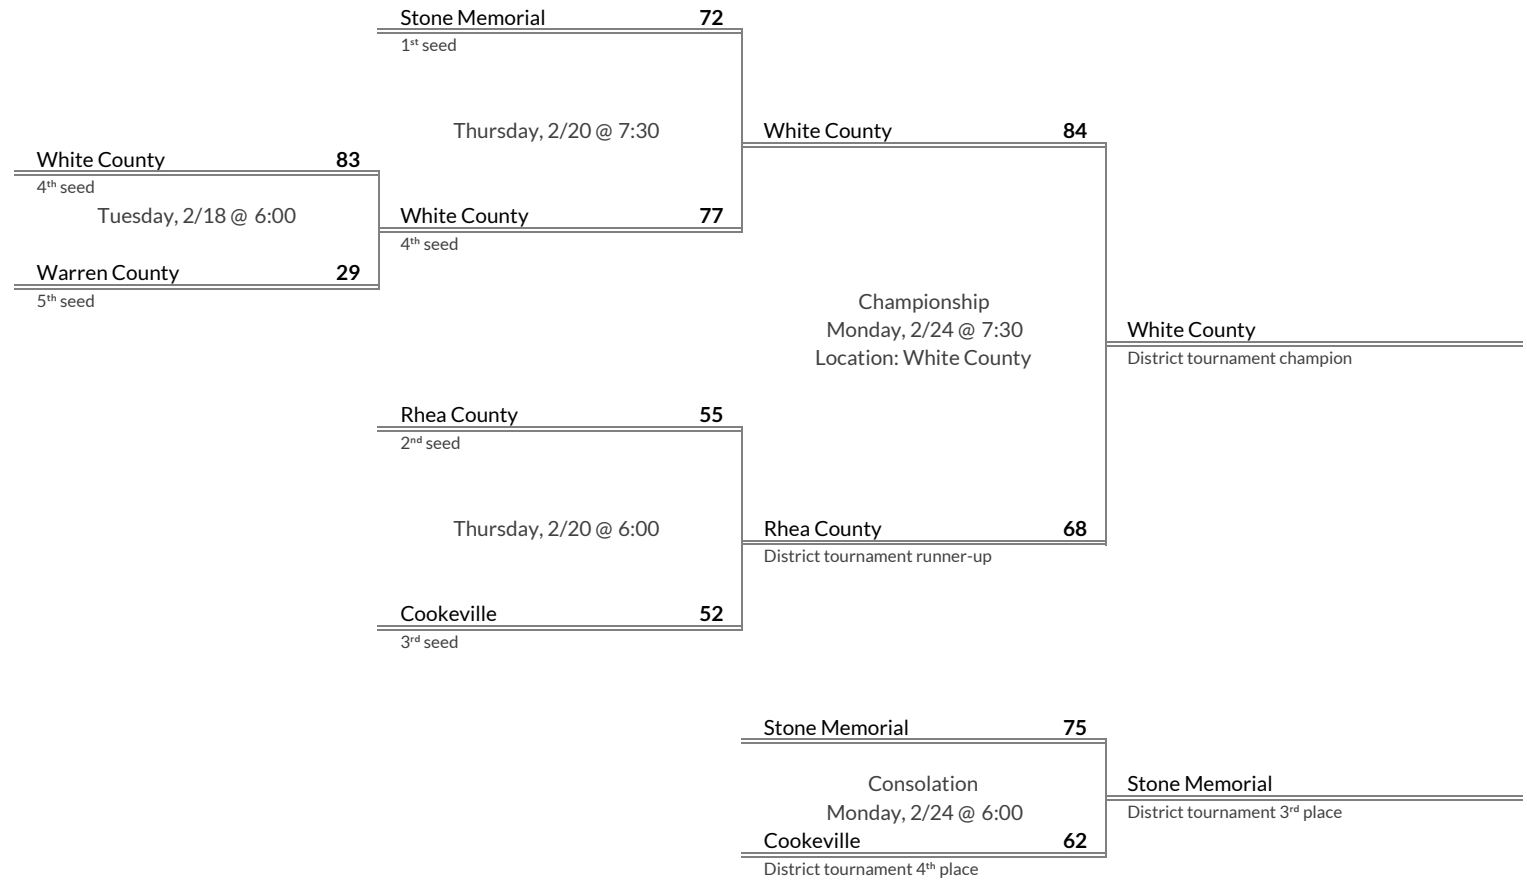 Stone Memorial 72
1st seed
Thursday, 2/20 @ 7:30
White County 84
White County 83
4th seed
Tuesday, 2/18 @ 6:00
White County 77
4th seed
Warren County 29
5th seed
Championship
Monday, 2/24 @ 7:30
Location: White County
White County
District tournament champion
Rhea County 55
2nd seed
Thursday, 2/20 @ 6:00
Rhea County 68
District tournament runner-up
Cookeville 52
3rd seed
Stone Memorial 75
Consolation
Monday, 2/24 @ 6:00
Stone Memorial
District tournament 3rd place
Cookeville 62
District tournament 4th place